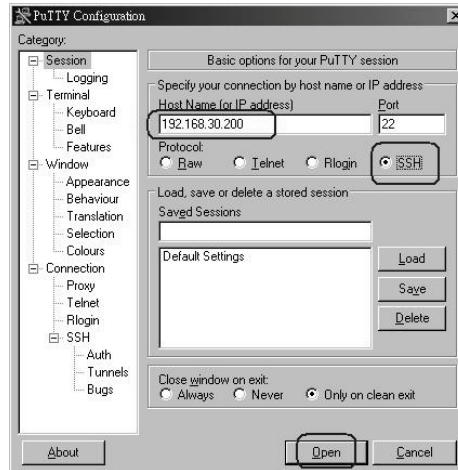 PuTTY Configuration
Category:
Session
Logging
Terminal
Keyboard
Bell
Features
Window
Appearance
Behaviour
Translation
Selection
Colours
Connection
Proxy
Telnet
Rlogin
SSH
Auth
Tunnels
Bugs
Basic options for your PuTTY session
Specify your connection by host name or IP address
Host Name (or IP address) Port
192.168.30.200 22
Protocol:
Raw Telnet Rlogin SSH
Load, save or delete a stored session
Saved Sessions
Default Settings
Load
Save
Delete
Close window on exit:
Always Never Only on clean exit
About Open Cancel